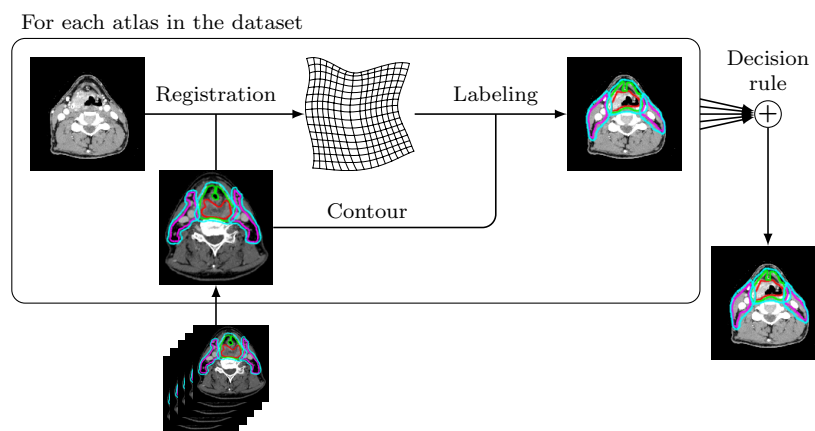 For each atlas in the dataset
Registration
Labeling
Decision
rule
Contour